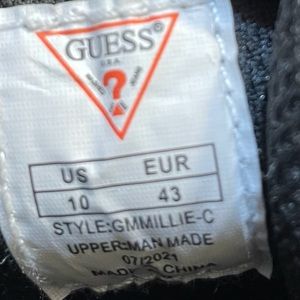 GUESS®
U.S.A.
?
US EUR
10 43
STYLE:GMMILLIE-C
UPPER:MAN MADE
07/2021
MADE IN CHINA